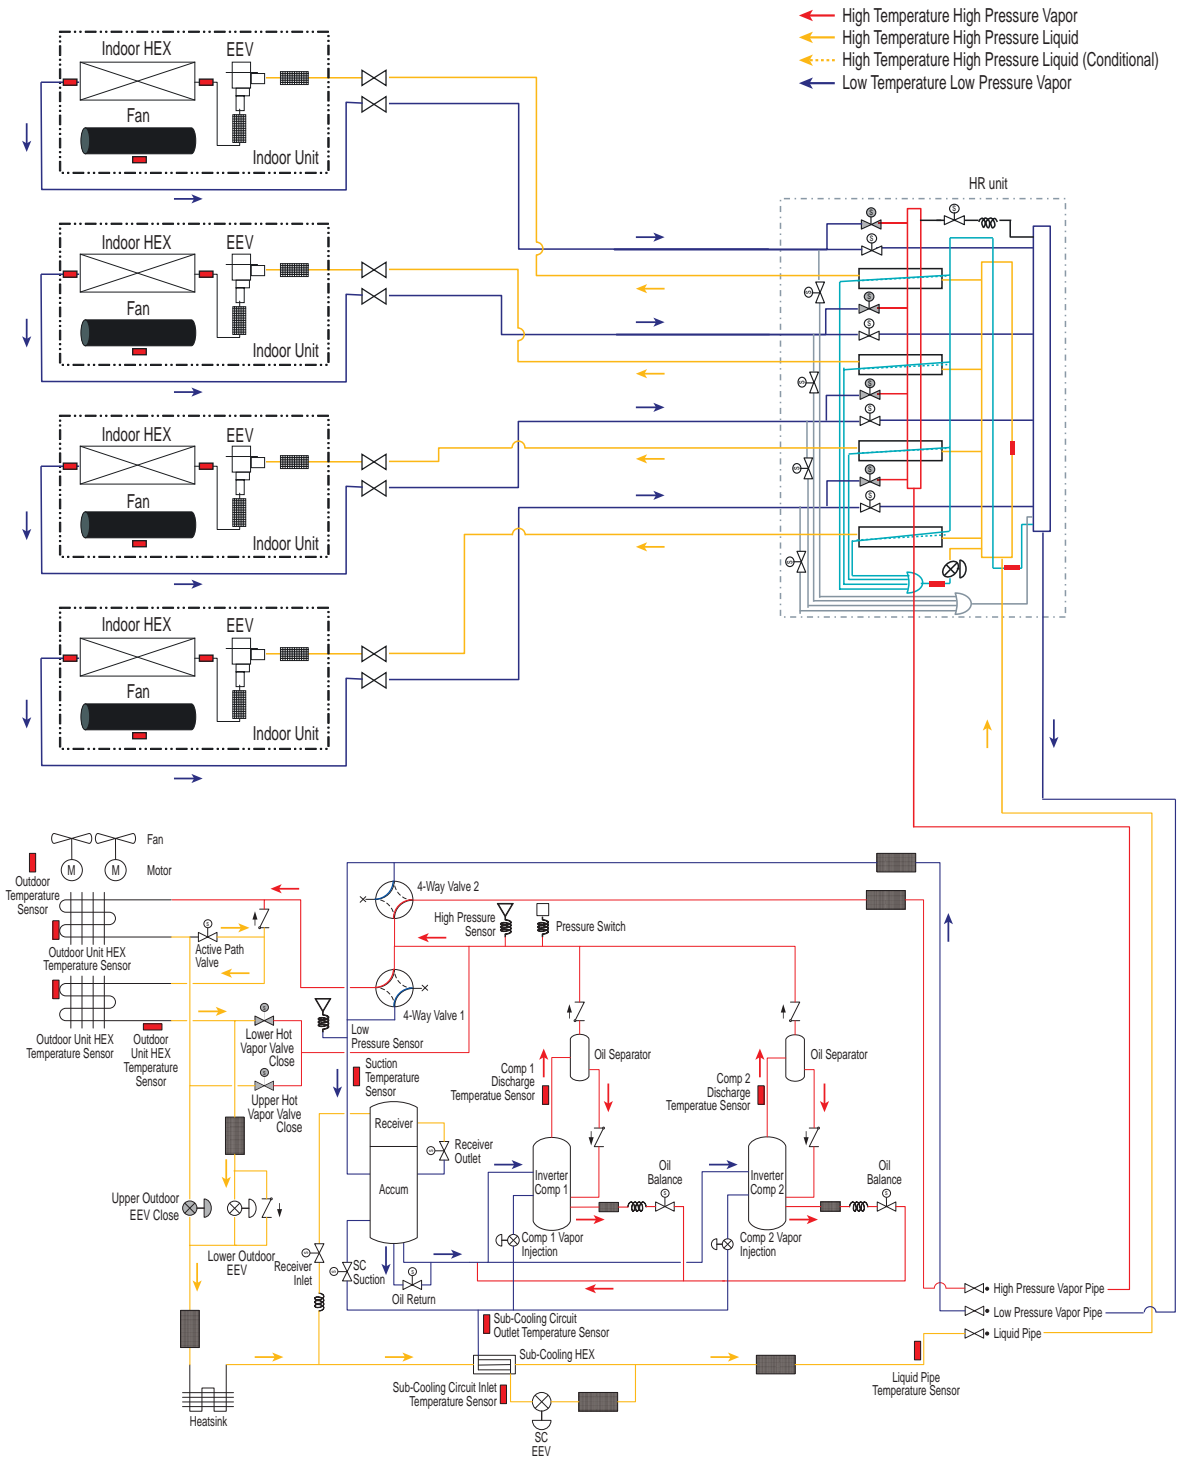 High Temperature High Pressure Vapor
High Temperature High Pressure Liquid
High Temperature High Pressure Liquid (Conditional)
Low Temperature Low Pressure Vapor
Indoor HEX
EEV
Fan
Indoor Unit
Indoor HEX
EEV
Fan
Indoor Unit
Indoor HEX
EEV
Fan
Indoor Unit
Indoor HEX
EEV
Fan
Indoor Unit
HR unit
S
S
S
S
S
S
S
S
S
S
S
S
S
Fan
M
M
Motor
Outdoor
Temperature
Sensor
Outdoor Unit HEX
Temperature Sensor
S
Active Path
Valve
Outdoor Unit HEX
Temperature Sensor
Outdoor
Unit HEX
Temperature
Sensor
S
Lower Hot
Vapor Valve
Close
S
Upper Hot
Vapor Valve
Close
4-Way Valve 2
High Pressure
Sensor
Pressure Switch
4-Way Valve 1
Low
Pressure Sensor
Suction
Temperature
Sensor
Receiver
S
Receiver
Outlet
Accum
Comp 1
Discharge
Temperatue Sensor
Oil Separator
Comp 2
Discharge
Temperatue Sensor
Oil Separator
Inverter
Comp 1
Oil
Balance
S
Inverter
Comp 2
Oil
Balance
S
Comp 1 Vapor
Injection
Comp 2 Vapor
Injection
Upper Outdoor
EEV Close
Lower Outdoor
EEV
S
Receiver
Inlet
S
SC
Suction
S
Oil Return
Sub-Cooling Circuit
Outlet Temperature Sensor
Sub-Cooling HEX
Sub-Cooling Circuit Inlet
Temperature Sensor
SC
EEV
Heatsink
High Pressure Vapor Pipe
Low Pressure Vapor Pipe
Liquid Pipe
Liquid Pipe
Temperature Sensor